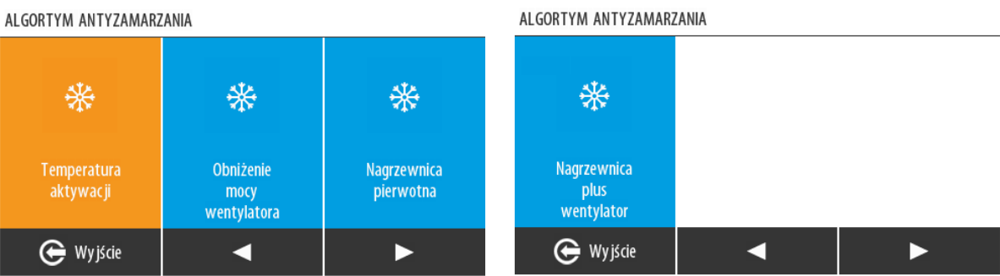 ALGORTYM ANTYZAMARZANIA
Temperatura
aktywacji
Obniżenie
mocy
wentylatora
Nagrzewnica
pierwotna
Wyjście
ALGORTYM ANTYZAMARZANIA
Nagrzewnica
plus
wentylator
Wyjście